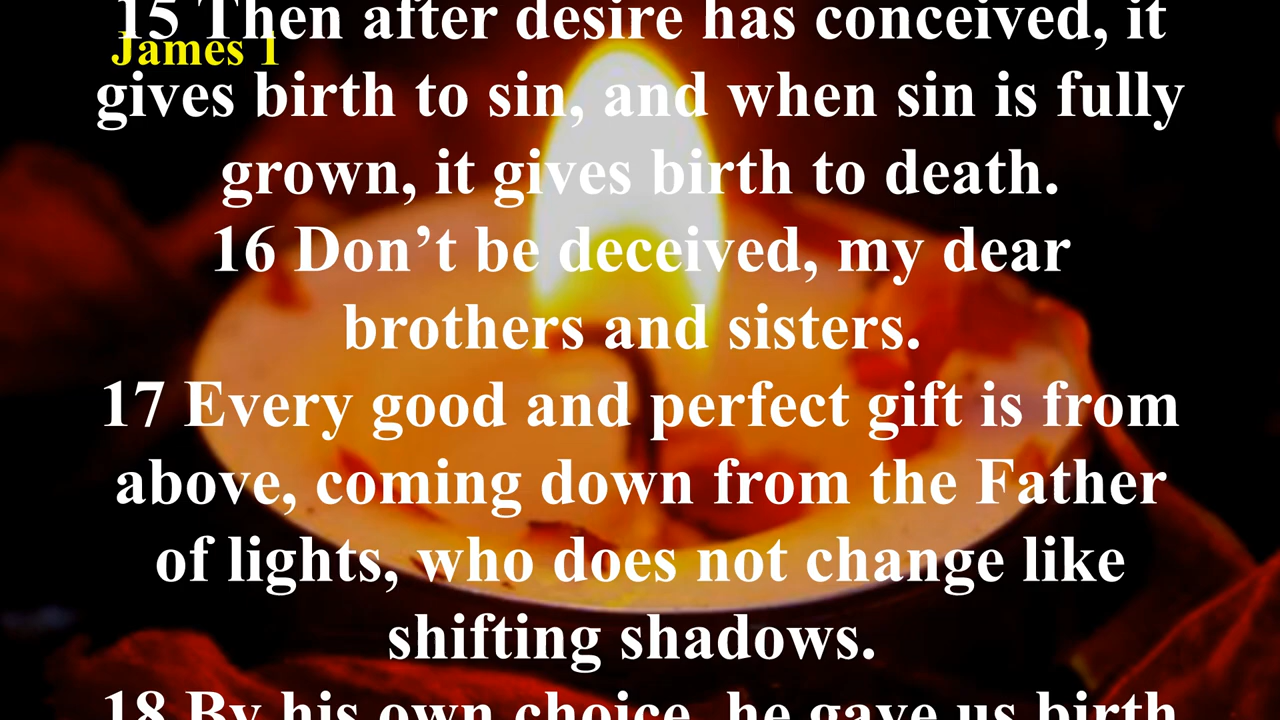 15 Then after desire has conceived, it
James 1
gives birth to sin, and when sin is fully
grown, it gives birth to death.
16 Don’t be deceived, my dear
brothers and sisters.
17 Every good and perfect gift is from
above, coming down from the Father
of lights, who does not change like
shifting shadows.
18 By his own choice, he gave us birth